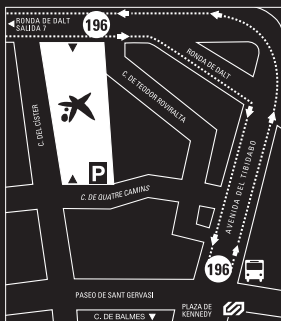 RONDA DE DALT
SALIDA 7
196
RONDA DE DALT
C. DE TEODOR ROVIRALTA
C. DEL CÍSTER
P
C. DE QUATRE CAMINS
AVENIDA DEL TIBIDABO
196
PASEO DE SANT GERVASI
PLAZA DE
KENNEDY
C. DE BALMES